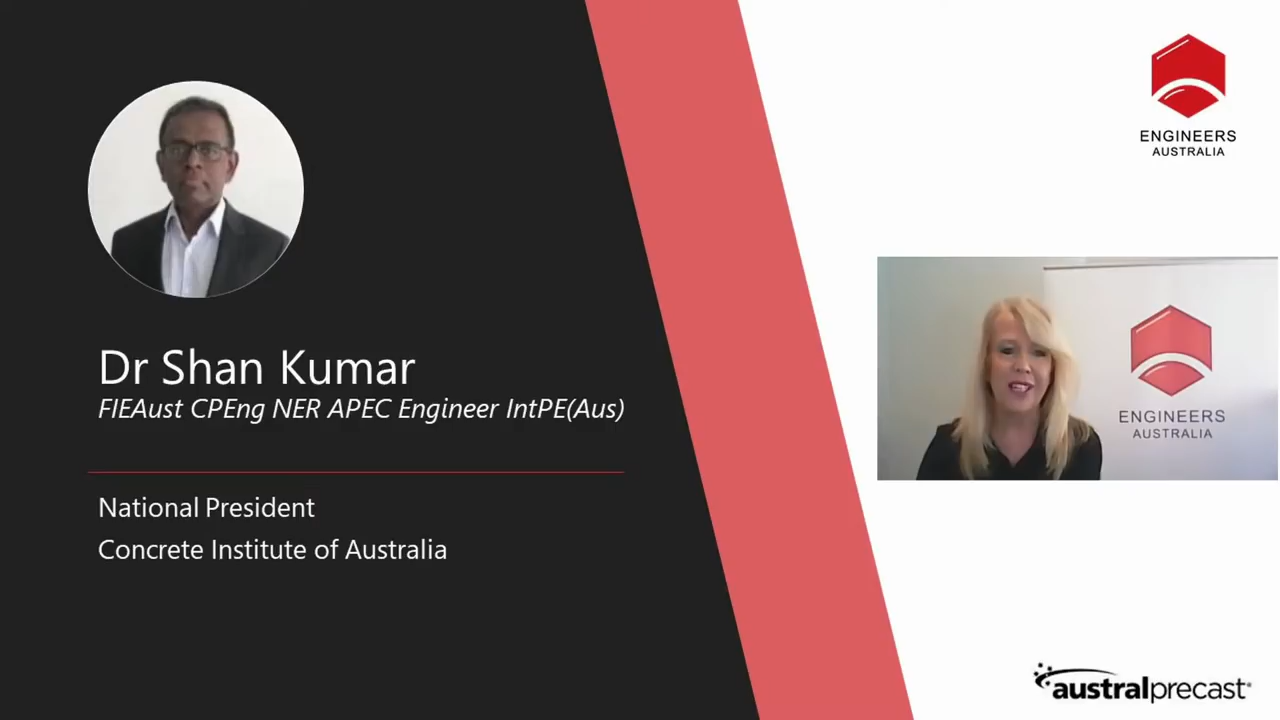 Dr Shan Kumar
FIEAust CPEng NER APEC Engineer IntPE(Aus)
National President
Concrete Institute of Australia
ENGINEERS
AUSTRALIA
ENGINEERS
AUSTRALIA
australprecast